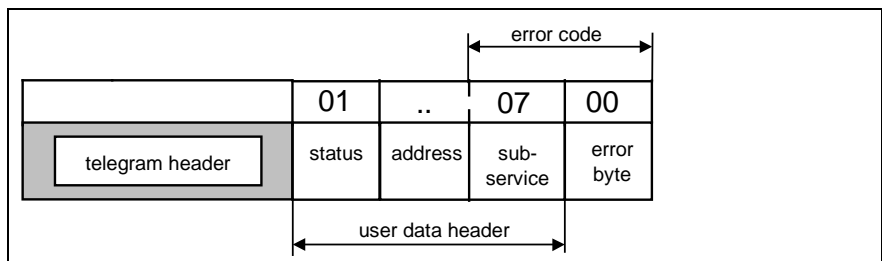 error code
01 .. 07 00
telegram header status address sub-
service error
byte
user data header